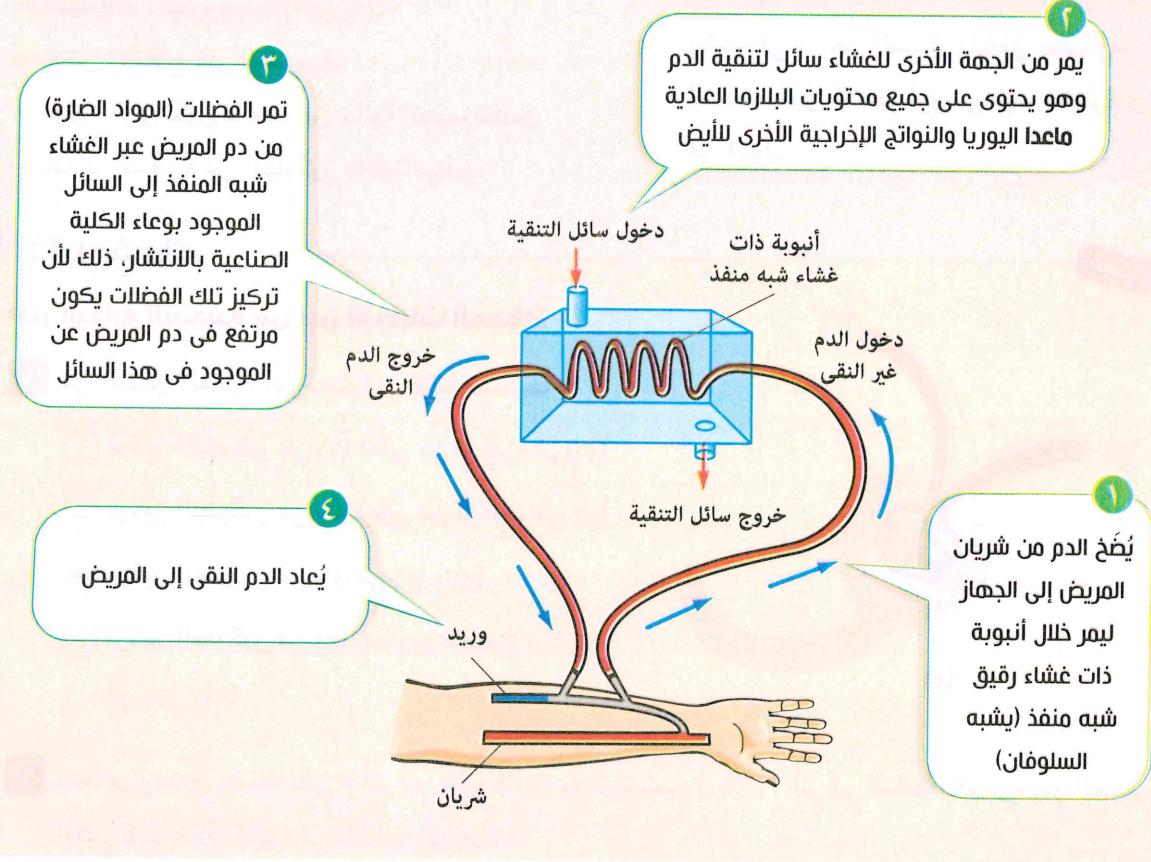 ١
يُضَخ الدم من شريان
المريض إلى الجهاز
ليمر خلال أنبوبة
ذات غشاء رقيق
شبه منفذ (يشبه
السلوفان)
٢
يمر من الجهة الأخرى للغشاء سائل لتنقية الدم
وهو يحتوى على جميع محتويات البلازما العادية
ماعدا اليوريا والنواتج الإخراجية الأخرى للأيض
٣
تمر الفضلات (المواد الضارة)
من دم المريض عبر الغشاء
شبه المنفذ إلى السائل
الموجود بوعاء الكلية
الصناعية بالانتشار، ذلك لأن
تركيز تلك الفضلات يكون
مرتفع فى دم المريض عن
الموجود فى هذا السائل
٤
يُعاد الدم النقى إلى المريض
دخول سائل التنقية
أنبوبة ذات
غشاء شبه منفذ
دخول الدم
غير النقى
خروج الدم
النقى
خروج سائل التنقية
وريد
شريان